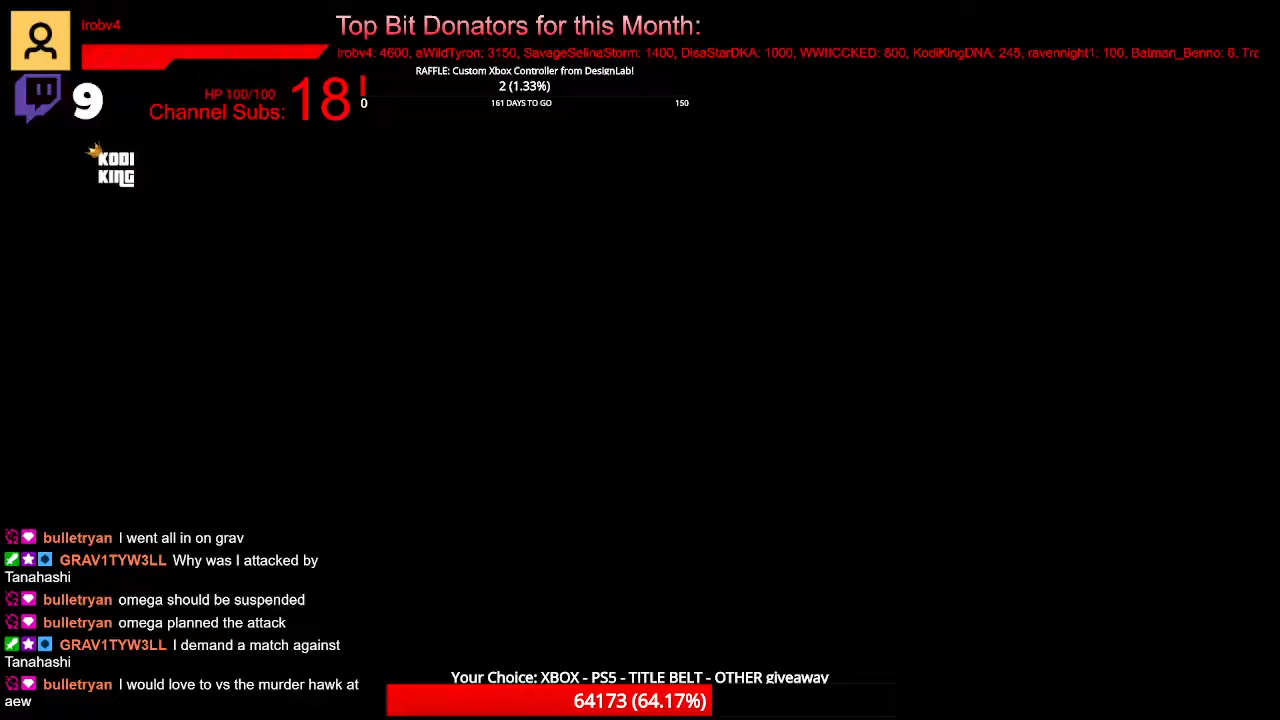 irobv4
Top Bit Donators for this Month:
irobv4: 4600, aWildTyron: 3150, SavageSelinaStorm: 1400, DisaStarDKA: 1000, WWIICCKED: 800, KodiKingDNA: 245, ravennight1: 100, Batman_Benno: 6, Tra
RAFFLE: Custom Xbox Controller from DesignLab!
2 (1.33%)
0 161 DAYS TO GO 150
9
HP 100/100
Channel Subs: 18!
KODI
KING
bulletryan I went all in on grav
GRAV1TYW3LL Why was I attacked by
Tanahashi
bulletryan omega should be suspended
bulletryan omega planned the attack
GRAV1TYW3LL I demand a match against
Tanahashi
bulletryan I would love to vs the murder hawk at
aew
Your Choice: XBOX - PS5 - TITLE BELT - OTHER giveaway
64173 (64.17%)